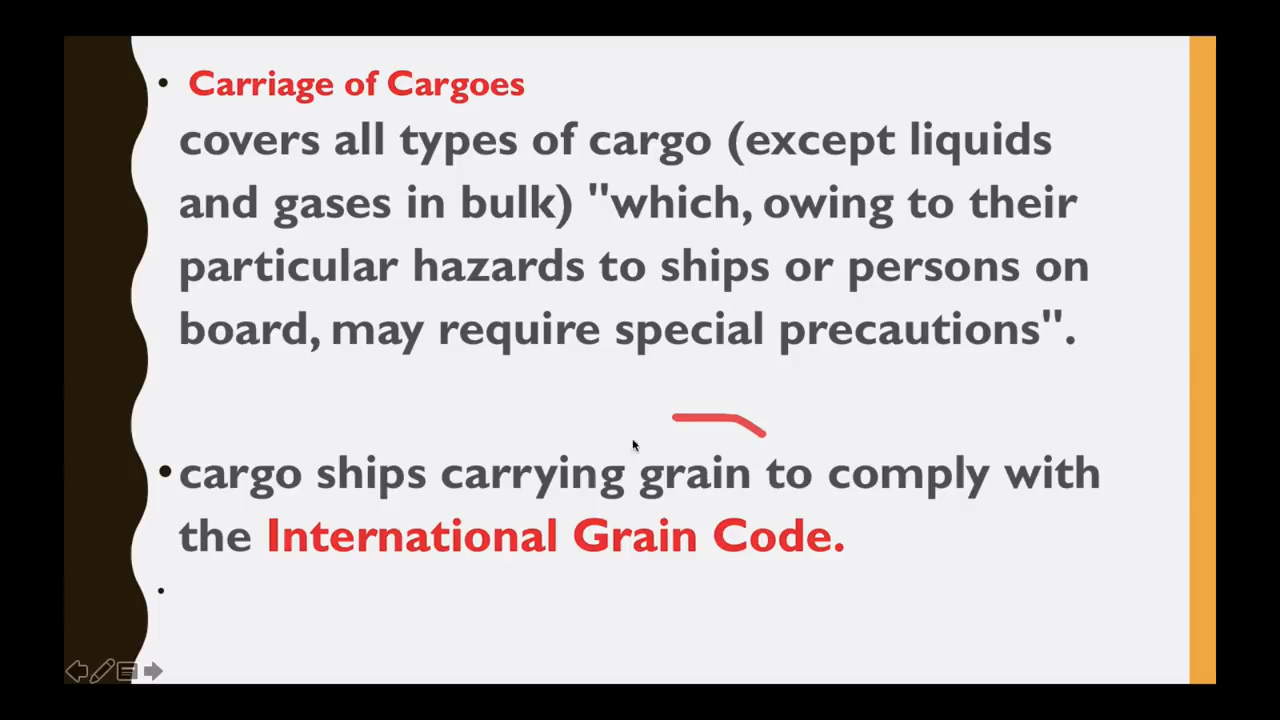 • Carriage of Cargoes
covers all types of cargo (except liquids
and gases in bulk) "which, owing to their
particular hazards to ships or persons on
board, may require special precautions".
•cargo ships carrying grain to comply with
the International Grain Code.
•